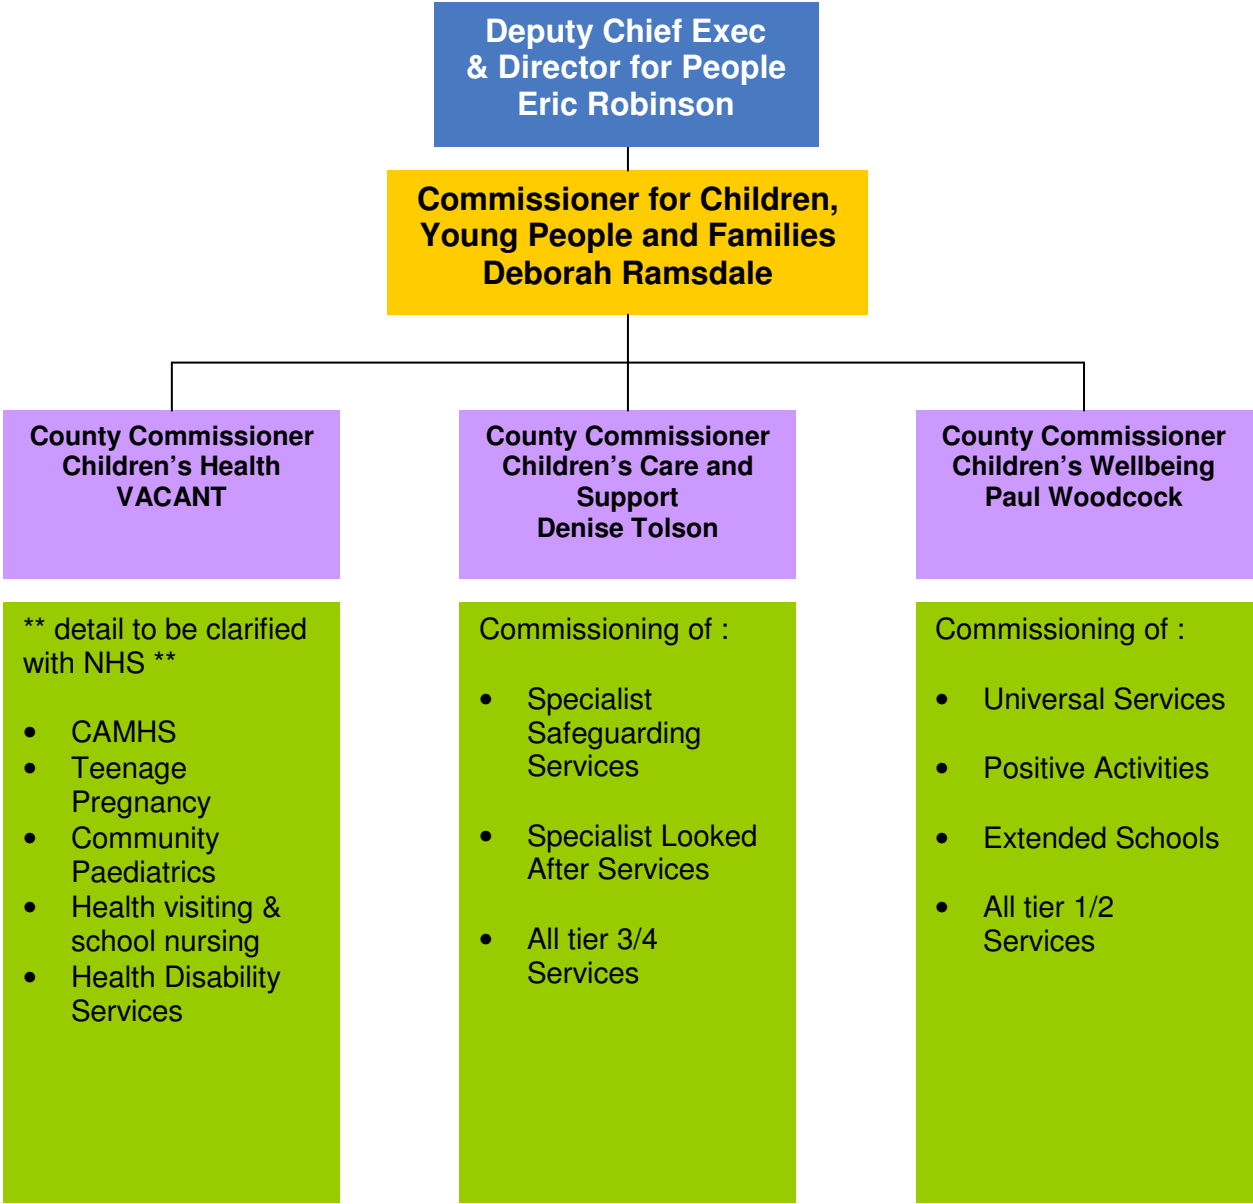 Deputy Chief Exec
& Director for People
Eric Robinson
Commissioner for Children,
Young People and Families
Deborah Ramsdale
County Commissioner
Children’s Health
VACANT
County Commissioner
Children’s Care and
Support
Denise Tolson
County Commissioner
Children’s Wellbeing
Paul Woodcock
** detail to be clarified
with NHS **
• CAMHS
• Teenage
Pregnancy
• Community
Paediatrics
• Health visiting &
school nursing
• Health Disability
Services
Commissioning of :
• Specialist
Safeguarding
Services
• Specialist Looked
After Services
• All tier 3/4
Services
Commissioning of :
• Universal Services
• Positive Activities
• Extended Schools
• All tier 1/2
Services